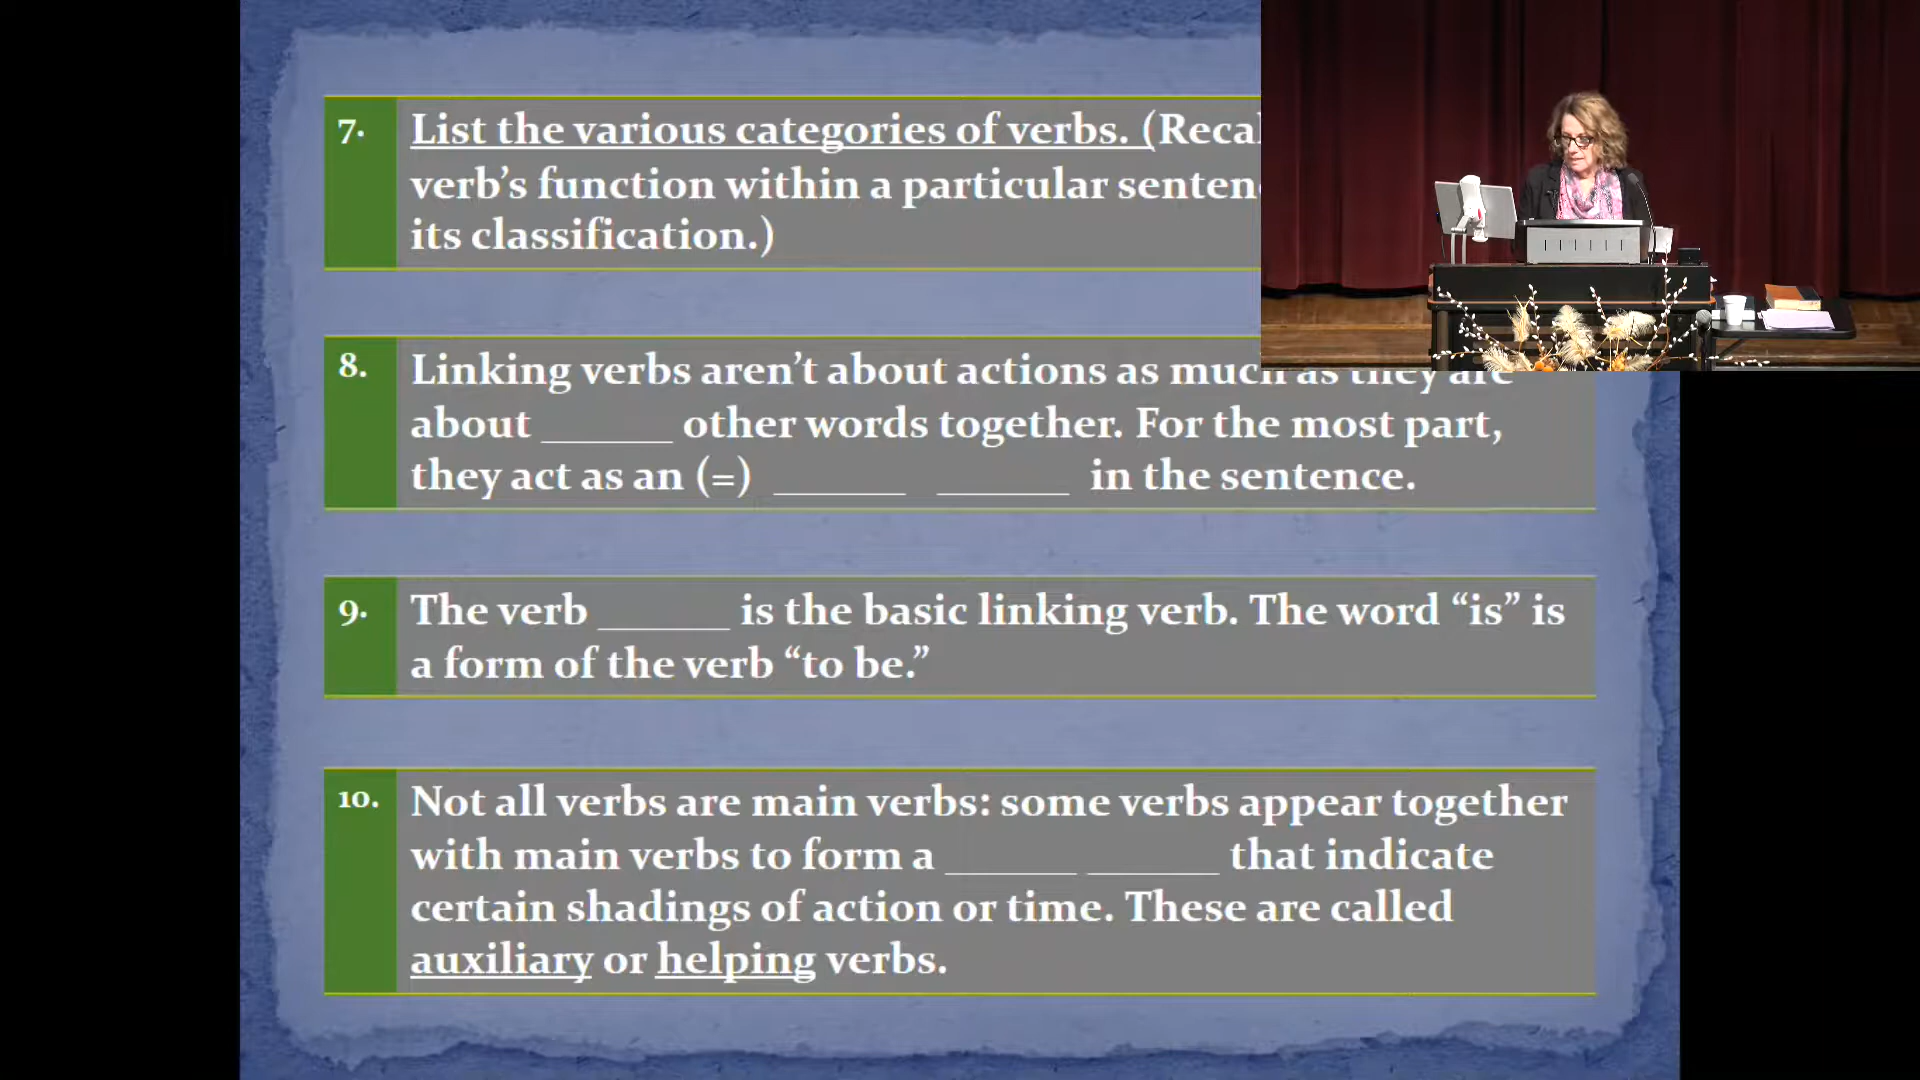 7.
List the various categories of verbs. (Recal
verb’s function within a particular senten
its classification.)
8.
Linking verbs aren’t about actions as much as they are
about ______ other words together. For the most part,
they act as an (=) ______ ______ in the sentence.
9.
The verb ______ is the basic linking verb. The word “is” is
a form of the verb “to be.”
10.
Not all verbs are main verbs: some verbs appear together
with main verbs to form a ______ ______ that indicate
certain shadings of action or time. These are called
auxiliary or helping verbs.